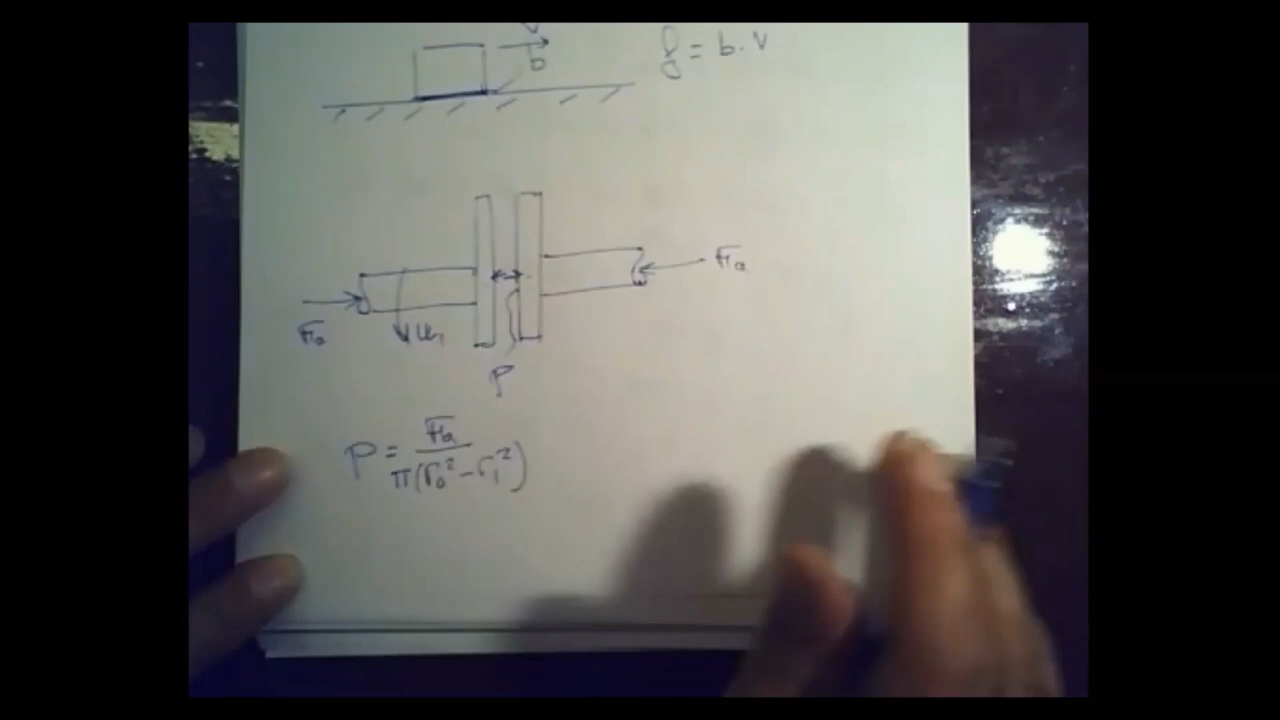 b
f = b · v
Fa
Fa
ω₁
P
P = Fa / π(r₀² - r₁²)